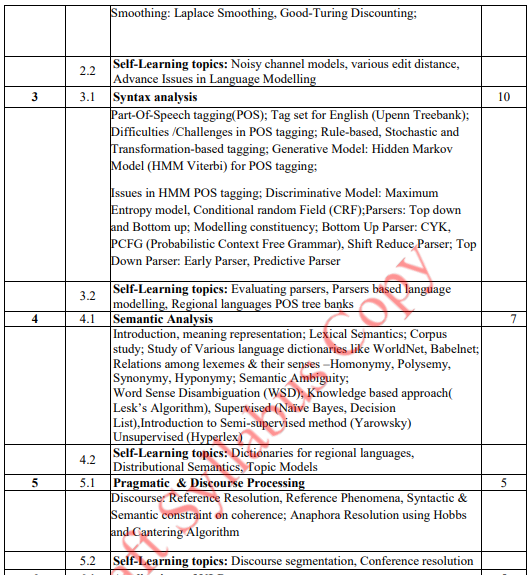 Smoothing: Laplace Smoothing, Good-Turing Discounting;
2.2 Self-Learning topics: Noisy channel models, various edit distance,
Advance Issues in Language Modelling
3 3.1 Syntax analysis 10
Part-Of-Speech tagging(POS); Tag set for English (Upenn Treebank);
Difficulties /Challenges in POS tagging; Rule-based, Stochastic and
Transformation-based tagging; Generative Model: Hidden Markov
Model (HMM Viterbi) for POS tagging;
Issues in HMM POS tagging; Discriminative Model: Maximum
Entropy model, Conditional random Field (CRF);Parsers: Top down
and Bottom up; Modelling constituency; Bottom Up Parser: CYK,
PCFG (Probabilistic Context Free Grammar), Shift Reduce Parser; Top
Down Parser: Early Parser, Predictive Parser
3.2 Self-Learning topics: Evaluating parsers, Parsers based language
modelling, Regional languages POS tree banks
4 4.1 Semantic Analysis 7
Introduction, meaning representation; Lexical Semantics; Corpus
study; Study of Various language dictionaries like WorldNet, Babelnet;
Relations among lexemes & their senses –Homonymy, Polysemy,
Synonymy, Hyponymy; Semantic Ambiguity;
Word Sense Disambiguation (WSD); Knowledge based approach(
Lesk's Algorithm), Supervised (Naïve Bayes, Decision
List),Introduction to Semi-supervised method (Yarowsky)
Unsupervised (Hyperlex)
4.2 Self-Learning topics: Dictionaries for regional languages,
Distributional Semantics, Topic Models
5 5.1 Pragmatic & Discourse Processing 5
Discourse: Reference Resolution, Reference Phenomena, Syntactic &
Semantic constraint on coherence; Anaphora Resolution using Hobbs
and Cantering Algorithm
5.2 Self-Learning topics: Discourse segmentation, Conference resolution
Syllabus Copy